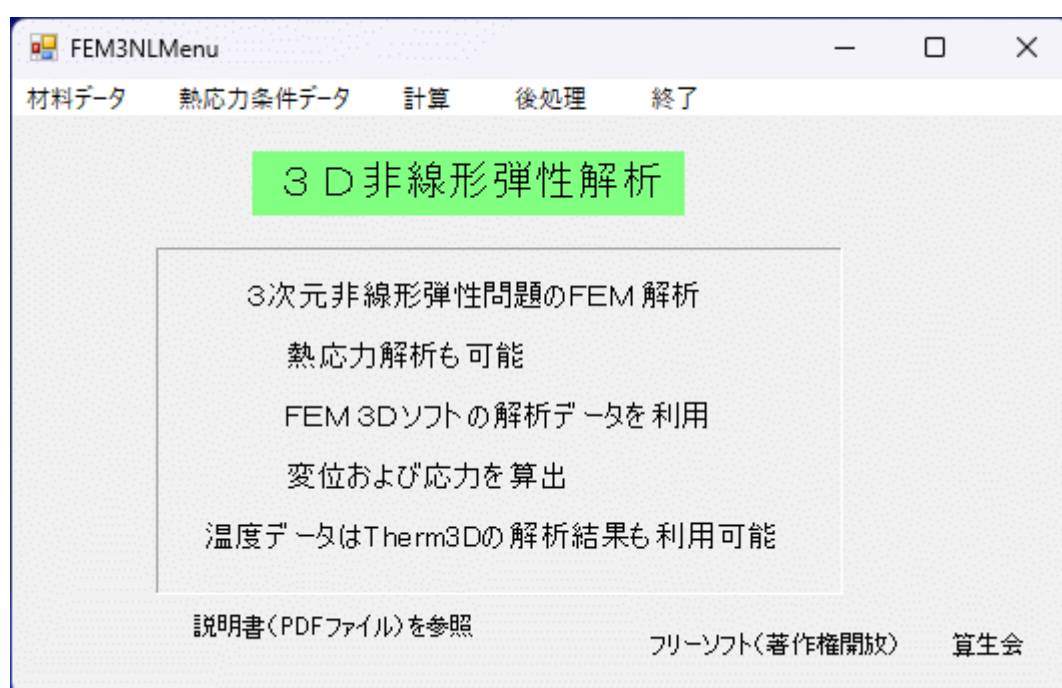 FEM3NLMenu
材料データ 熱応力条件データ 計算 後処理 終了
３Ｄ非線形弾性解析
３次元非線形弾性問題のFEM解析
熱応力解析も可能
FEM３Dソフトの解析データを利用
変位および応力を算出
温度データはTherm3Dの解析結果も利用可能
説明書（PDFファイル）を参照
フリーソフト（著作権開放） 算生会